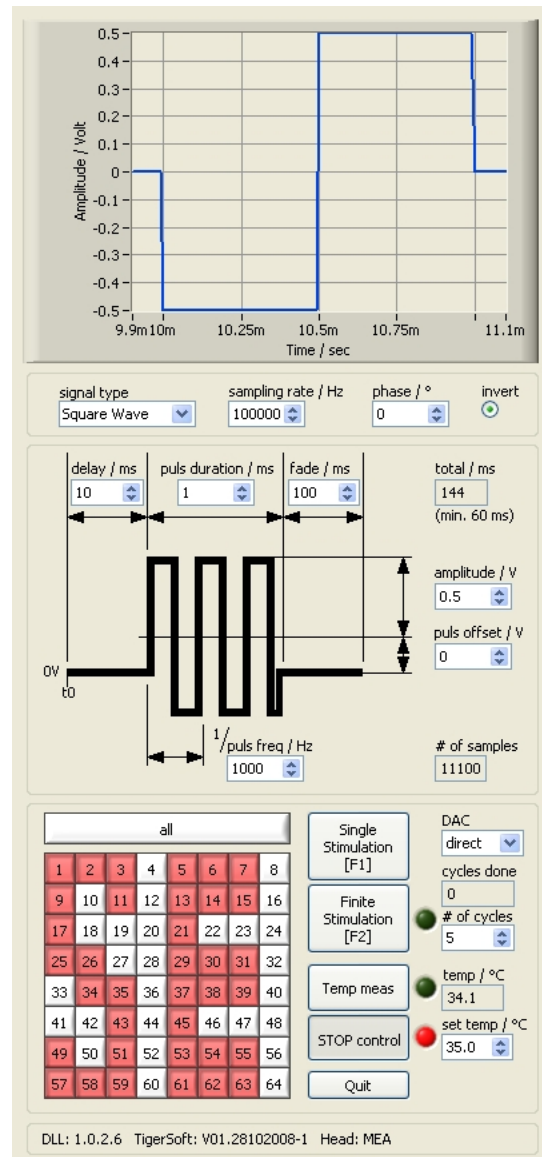 0.5
0.4
0.3
0.2
0.1
0
-0.1
-0.2
-0.3
-0.4
-0.5
Amplitude / Volt
9.9m 10m 10.25m 10.5m 10.75m 11.1m
Time / sec
signal type sampling rate / Hz phase / ° invert
Square Wave 100000 0
delay / ms puls duration / ms fade / ms total / ms
10 1 100 144
(min. 60 ms)
amplitude / V
0.5
puls offset / V
0
0V
t0
1/puls freq / Hz # of samples
1000 11100
all
1 2 3 4 5 6 7 8
9 10 11 12 13 14 15 16
17 18 19 20 21 22 23 24
25 26 27 28 29 30 31 32
33 34 35 36 37 38 39 40
41 42 43 44 45 46 47 48
49 50 51 52 53 54 55 56
57 58 59 60 61 62 63 64
Single
Stimulation
[F1]
Finite
Stimulation
[F2]
Temp meas
STOP control
Quit
DAC
direct
cycles done
0
# of cycles
5
temp / °C
34.1
set temp / °C
35.0
DLL: 1.0.2.6 TigerSoft: V01.28102008-1 Head: MEA